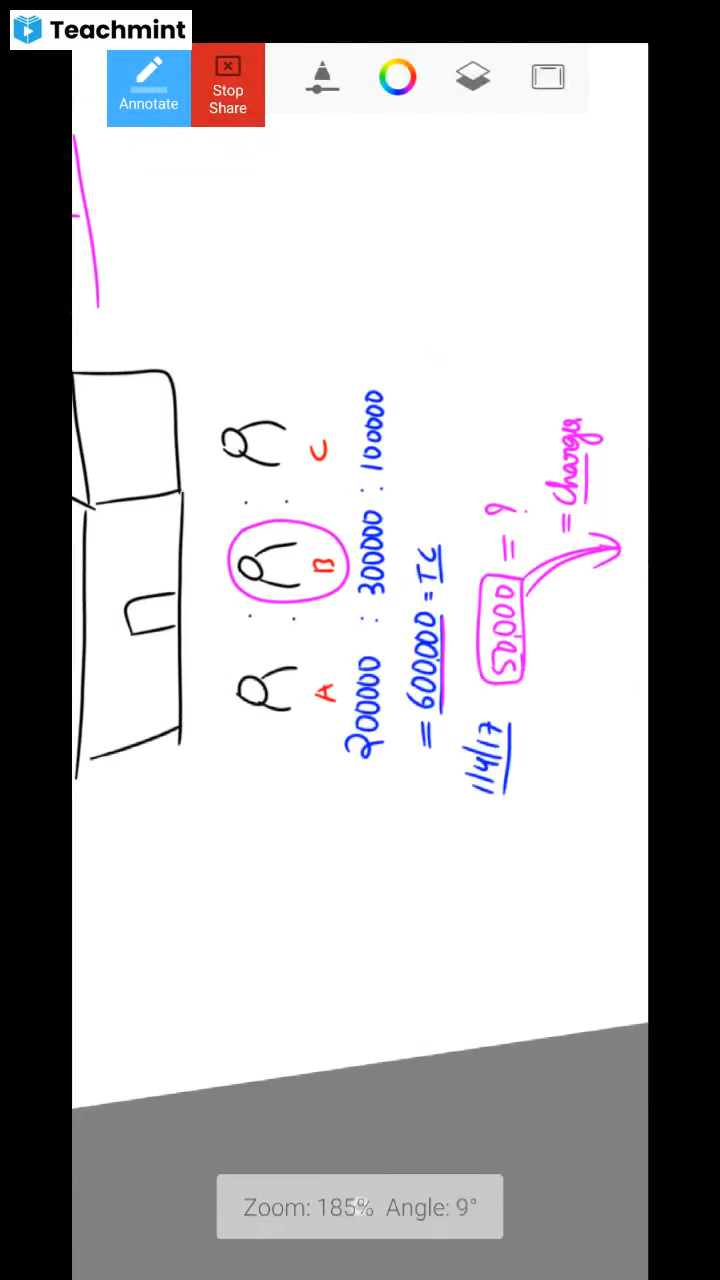 Teachmint
Annotate
Stop
Share
A : B : C
200000 : 300000 : 100000
= 600,000 = TC
1/4/17 50,000 = ?
= Charges
Zoom: 185% Angle: 9°